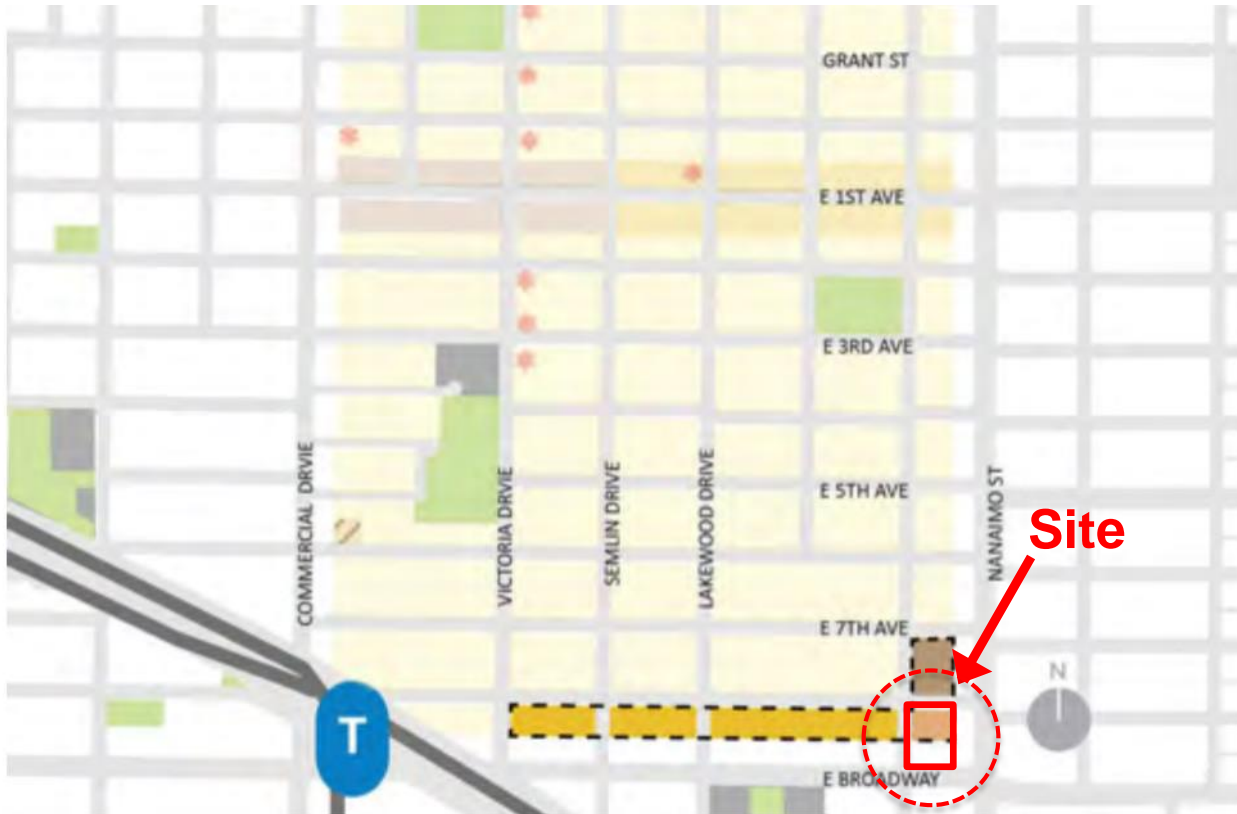 GRANT ST
E 1ST AVE
E 3RD AVE
COMMERCIAL DRVIE
VICTORIA DRVIE
SEMLIN DRIVE
LAKEWOOD DRIVE
E 5TH AVE
NANAIMO ST
Site
E 7TH AVE
N
T
E BROADWAY